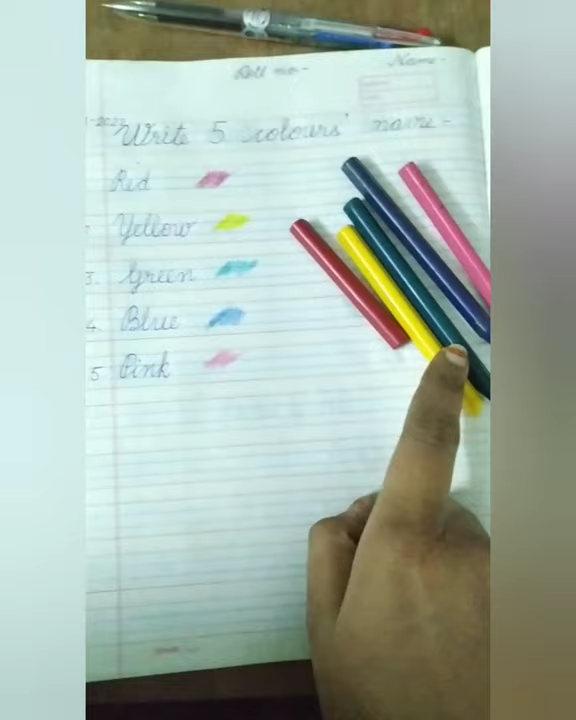 Roll no- Name-
Write 5 colours' name-
Red
Yellow
3. Green
4. Blue
5 Pink